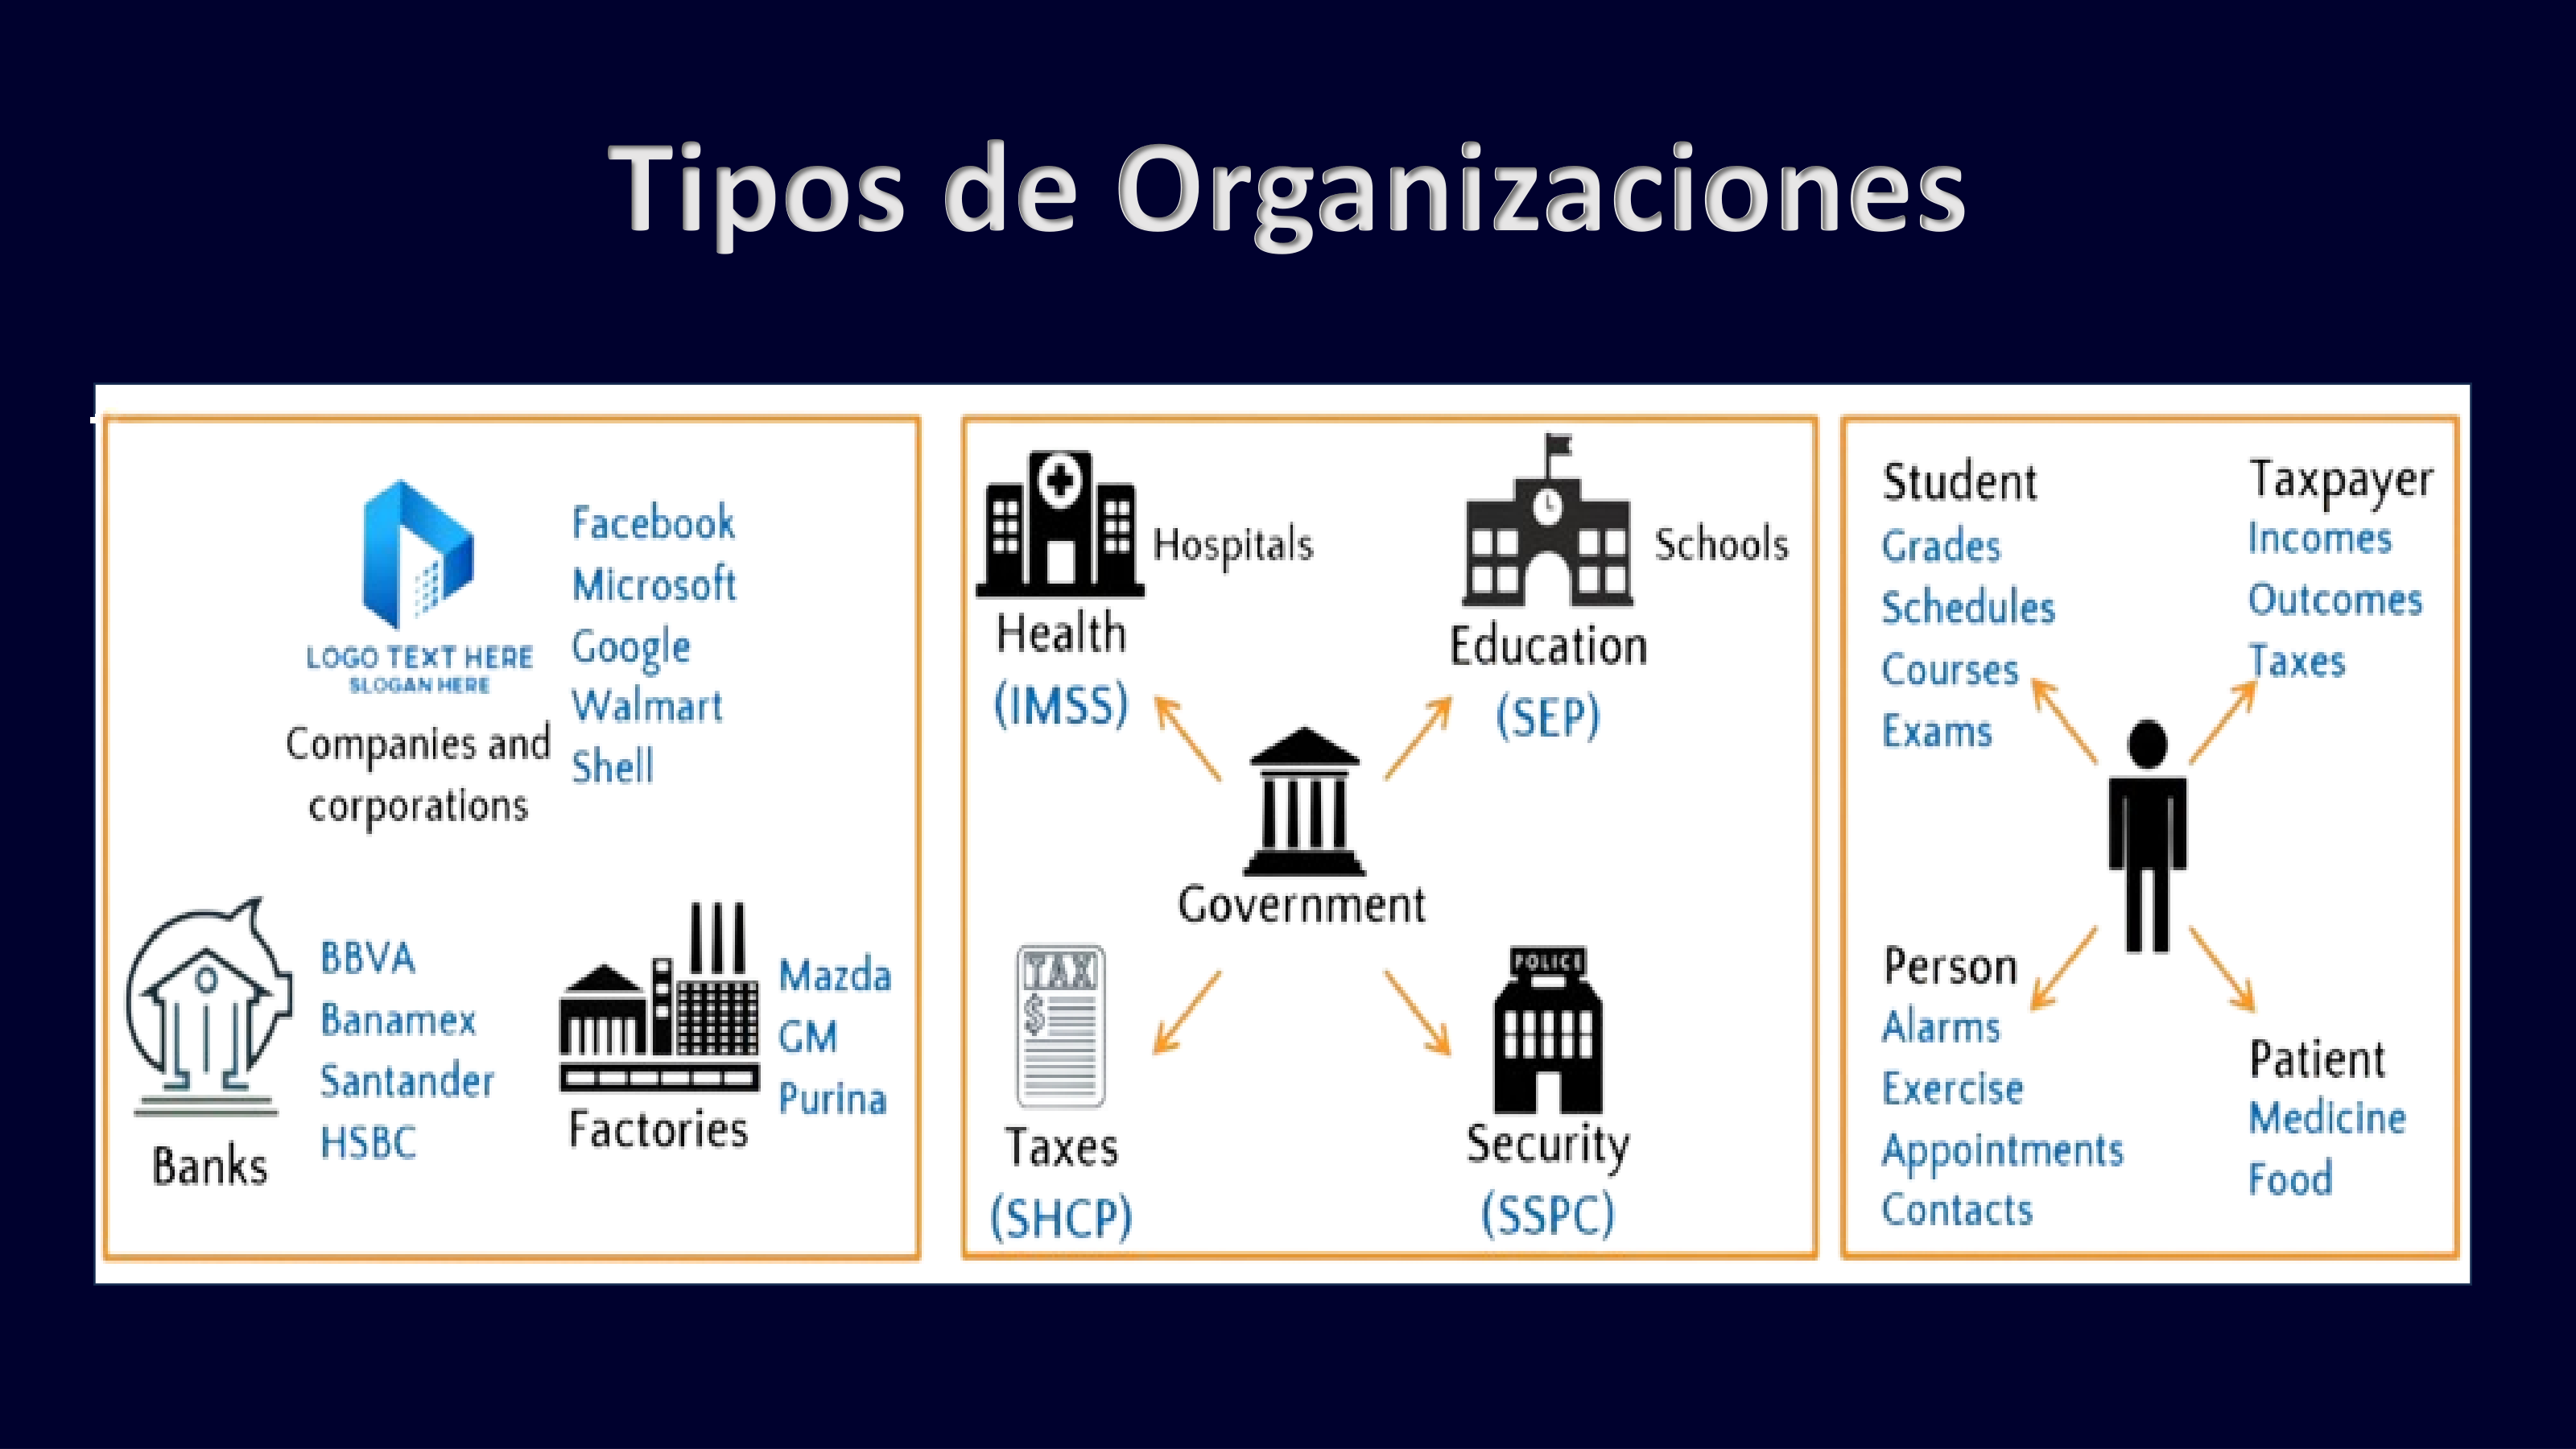 Tipos de Organizaciones
Facebook
Microsoft
Google
Walmart
Shell
LOGO TEXT HERE
SLOGAN HERE
Companies and
corporations
BBVA
Banamex
Santander
HSBC
Banks
Mazda
GM
Purina
Factories
Hospitals
Health
(IMSS)
Schools
Education
(SEP)
Government
TAX
$
Taxes
(SHCP)
POLICE
Security
(SSPC)
Student
Grades
Schedules
Courses
Exams
Taxpayer
Incomes
Outcomes
Taxes
Person
Alarms
Exercise
Appointments
Contacts
Patient
Medicine
Food